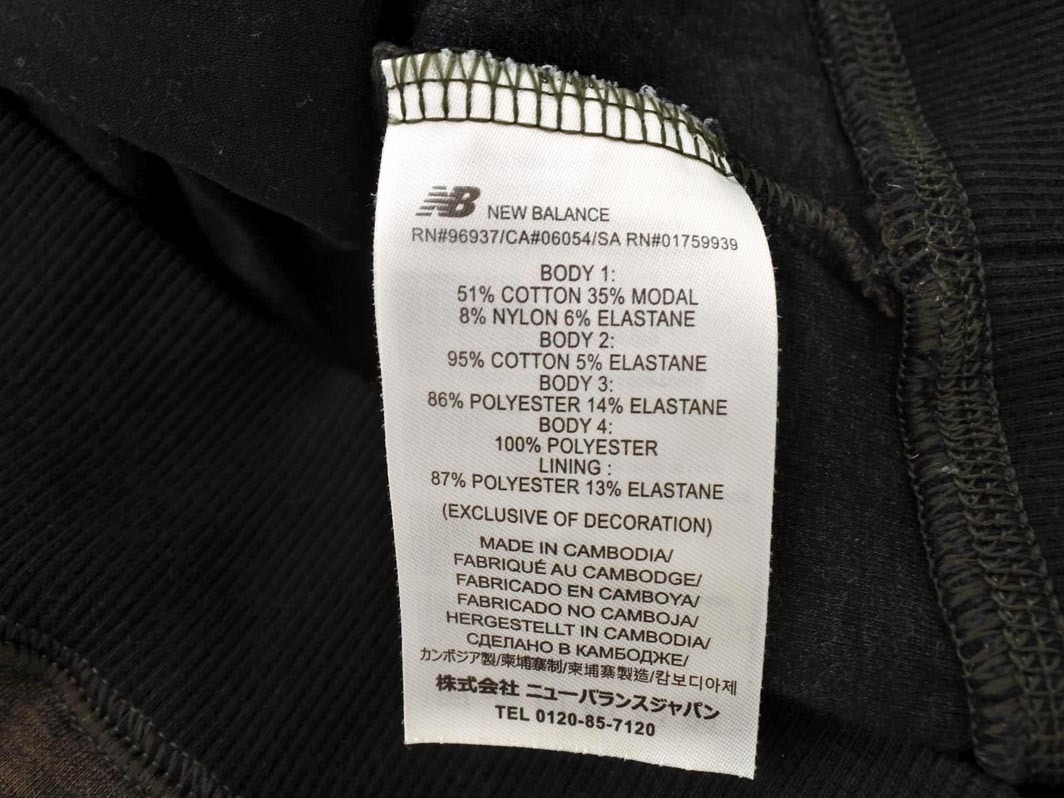 NB NEW BALANCE
RN#96937/CA#06054/SA RN#01759939
BODY 1:
51% COTTON 35% MODAL
8% NYLON 6% ELASTANE
BODY 2:
95% COTTON 5% ELASTANE
BODY 3:
86% POLYESTER 14% ELASTANE
BODY 4:
100% POLYESTER
LINING :
87% POLYESTER 13% ELASTANE
(EXCLUSIVE OF DECORATION)
MADE IN CAMBODIA/
FABRIQUÉ AU CAMBODGE/
FABRICADO EN CAMBOYA/
FABRICADO NO CAMBOJA/
HERGESTELLT IN CAMBODIA/
СДЕЛАНО В КАМБОДЖЕ/
カンボジア製/柬埔寨制/柬埔寨製造/캄보디아제
株式会社 ニューバランスジャパン
TEL 0120-85-7120